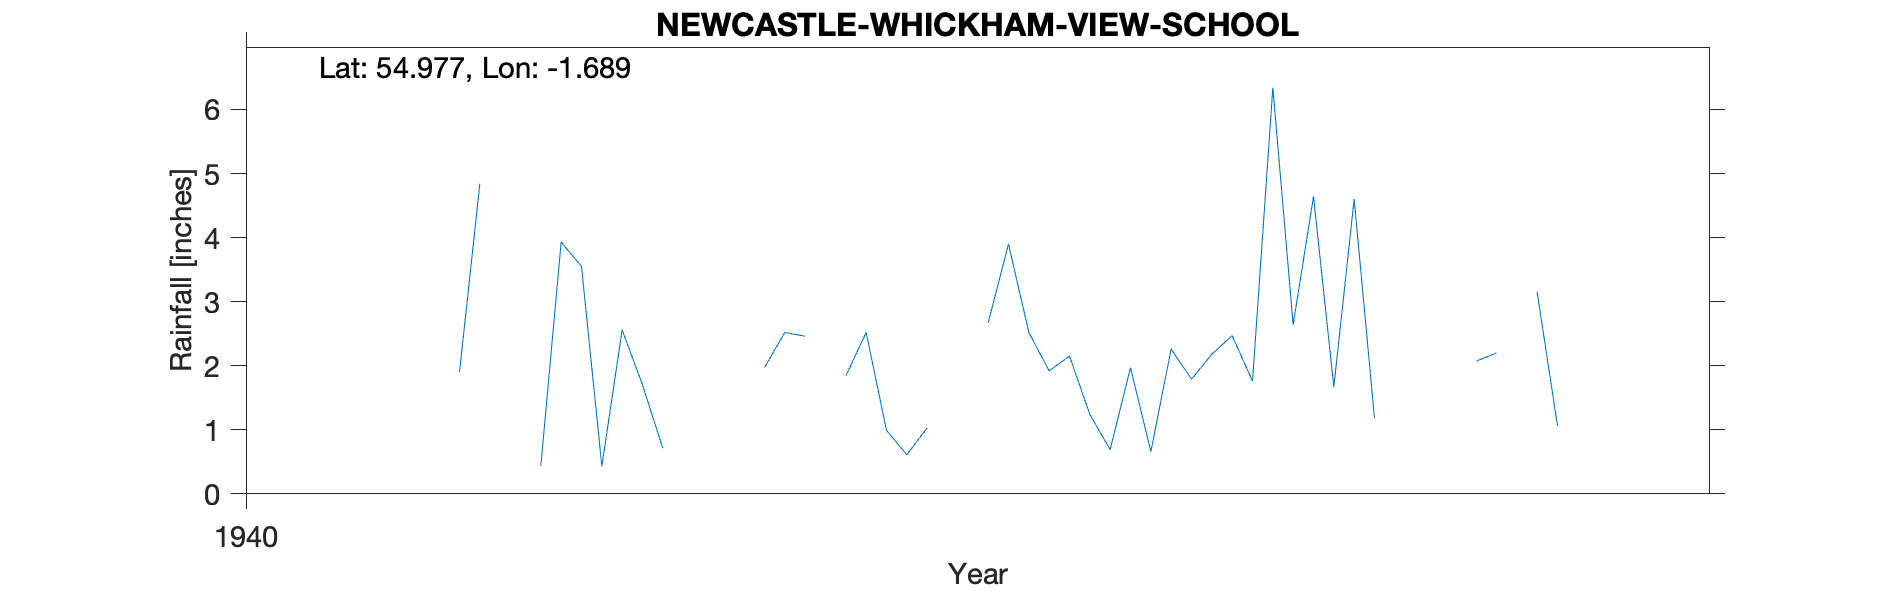 NEWCASTLE-WHICKHAM-VIEW-SCHOOL
Lat: 54.977, Lon: -1.689
6
5
4
3
2
1
0
Rainfall [inches]
1940
Year